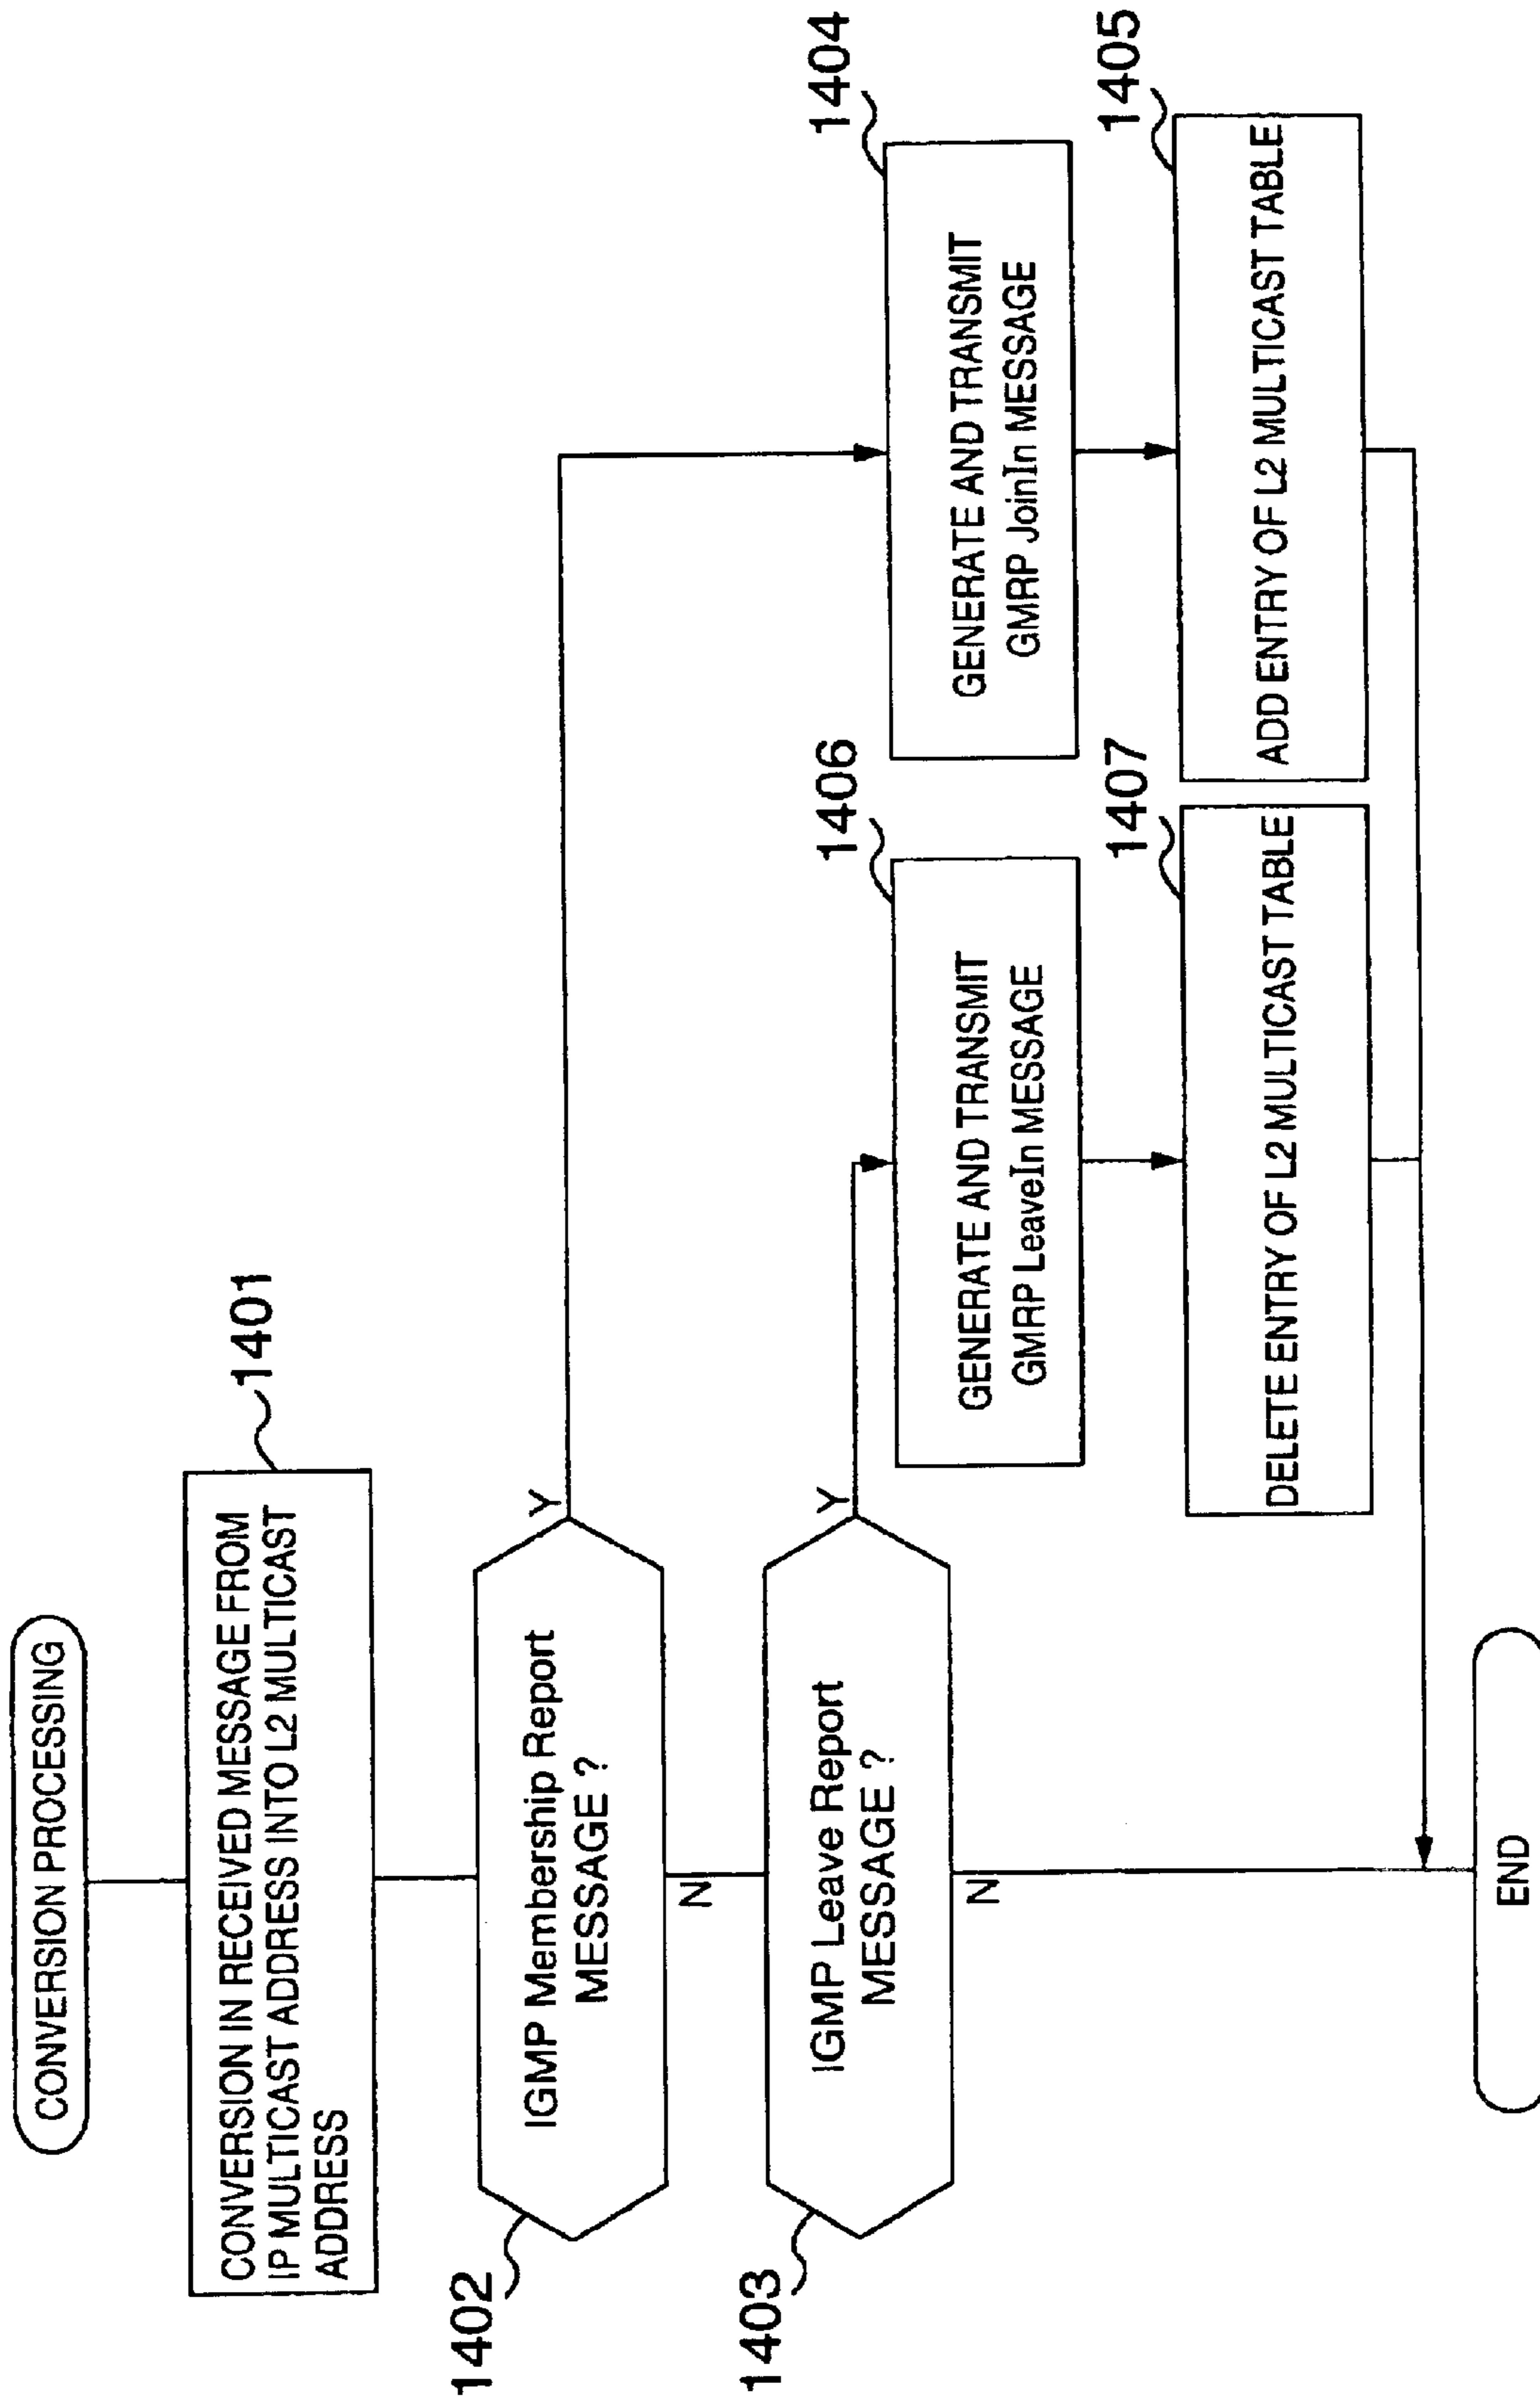 CONVERSION PROCESSING
1401
CONVERSION IN RECEIVED MESSAGE FROM
IP MULTICAST ADDRESS INTO L2 MULTICAST
ADDRESS
1402
IGMP Membership Report
MESSAGE ?
Y
N
1403
IGMP Leave Report
MESSAGE ?
Y
N
1406
GENERATE AND TRANSMIT
GMRP LeaveIn MESSAGE
1404
GENERATE AND TRANSMIT
GMRP JoinIn MESSAGE
1407
DELETE ENTRY OF L2 MULTICAST TABLE
1405
ADD ENTRY OF L2 MULTICAST TABLE
END